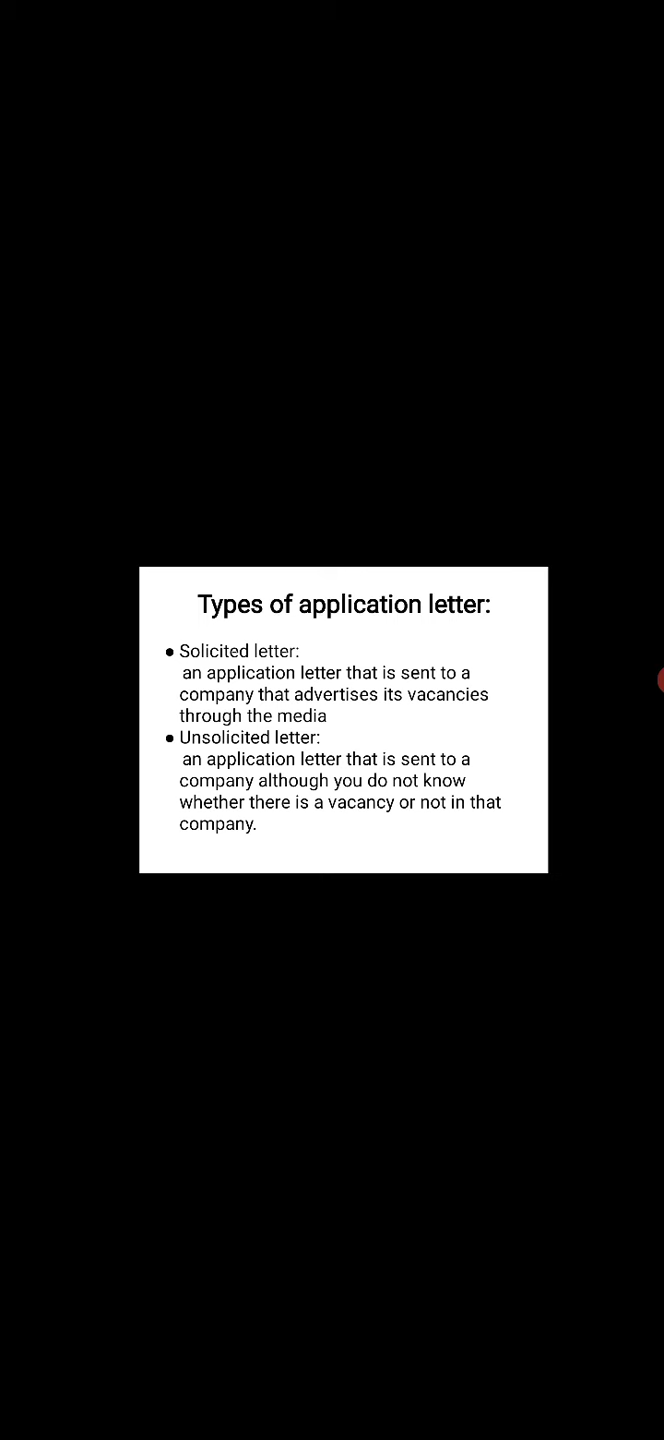 Types of application letter:
● Solicited letter:
an application letter that is sent to a
company that advertises its vacancies
through the media
● Unsolicited letter:
an application letter that is sent to a
company although you do not know
whether there is a vacancy or not in that
company.